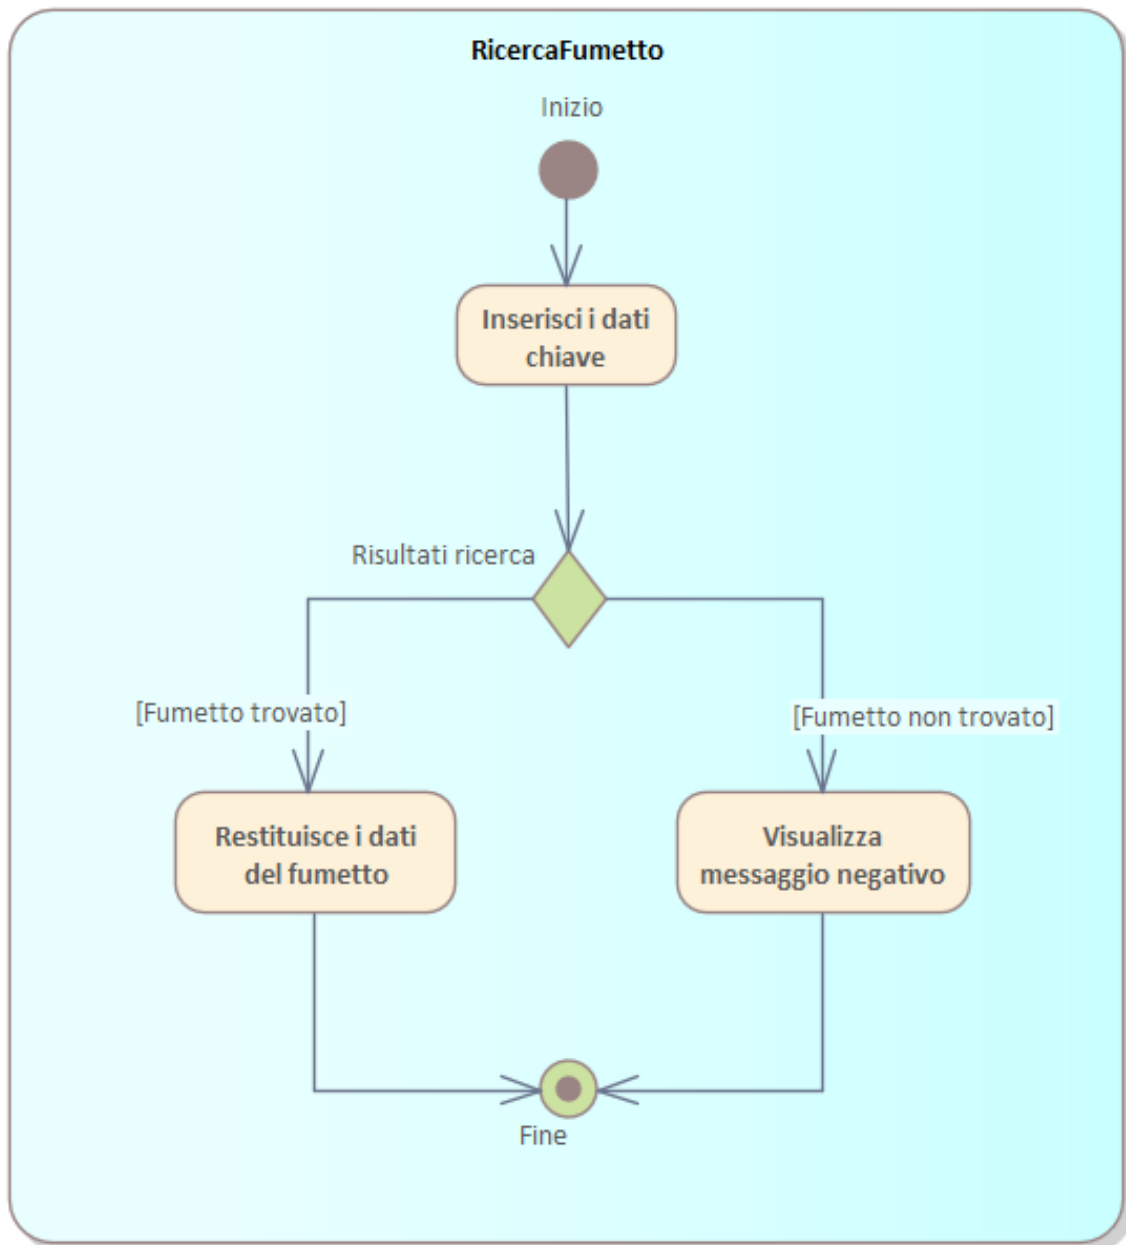 RicercaFumetto
Inizio
Inserisci i dati
chiave
Risultati ricerca
[Fumetto trovato]
[Fumetto non trovato]
Restituisce i dati
del fumetto
Visualizza
messaggio negativo
Fine